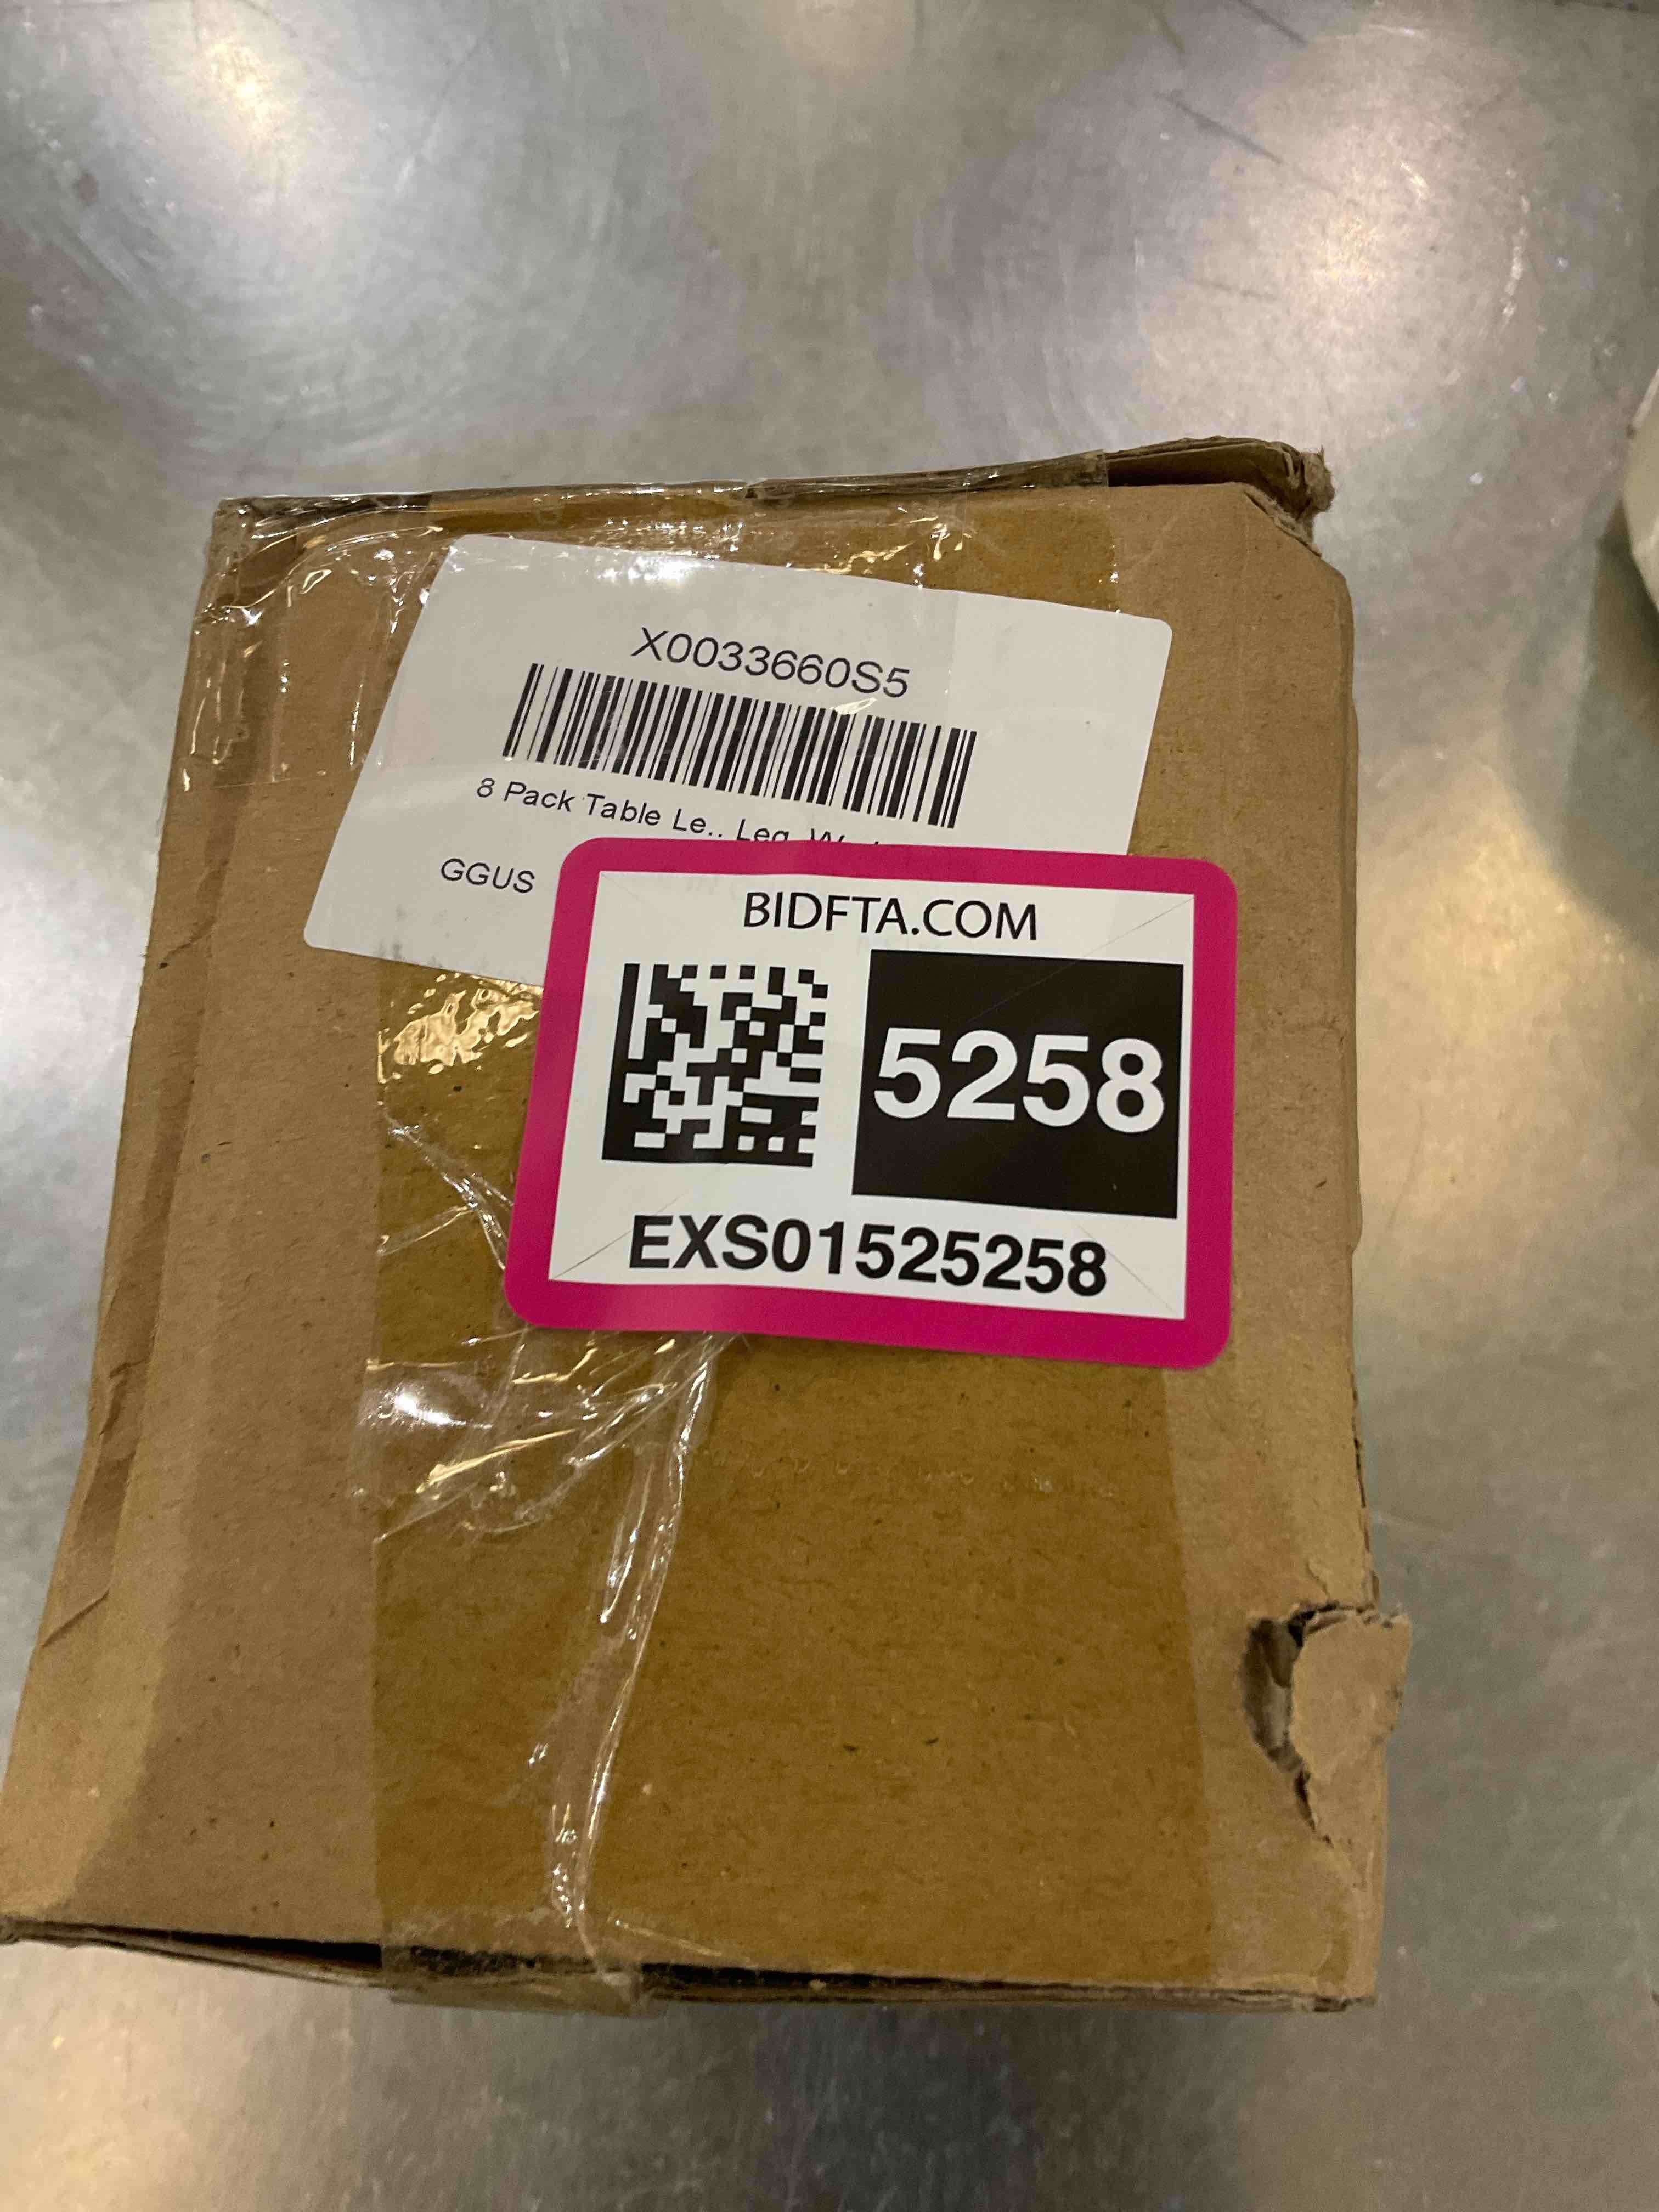 X0033660S5
8 Pack Table Le.. Leg,
GGUS
BIDFTA.COM
5258
EXS01525258